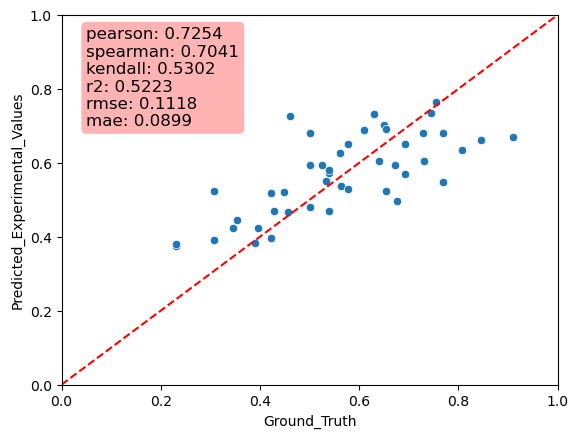 pearson: 0.7254
spearman: 0.7041
kendall: 0.5302
r2: 0.5223
rmse: 0.1118
mae: 0.0899
1.0
0.8
0.6
0.4
0.2
0.0
Predicted_Experimental_Values
0.0 0.2 0.4 0.6 0.8 1.0
Ground_Truth